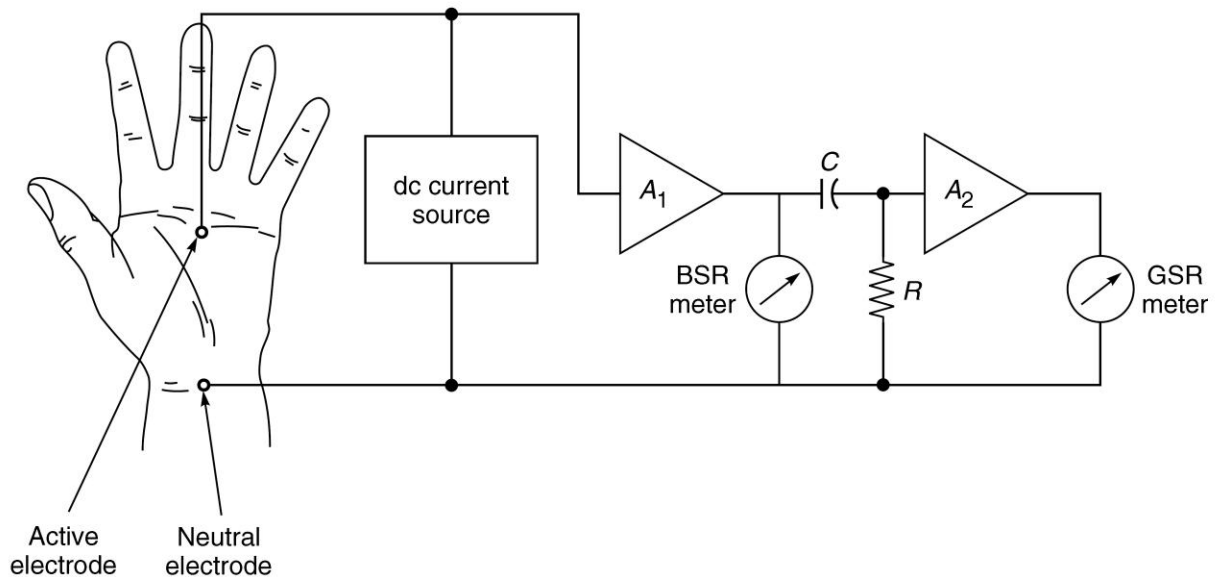 dc current
source
A1
C
A2
BSR
meter
R
GSR
meter
Active
electrode
Neutral
electrode